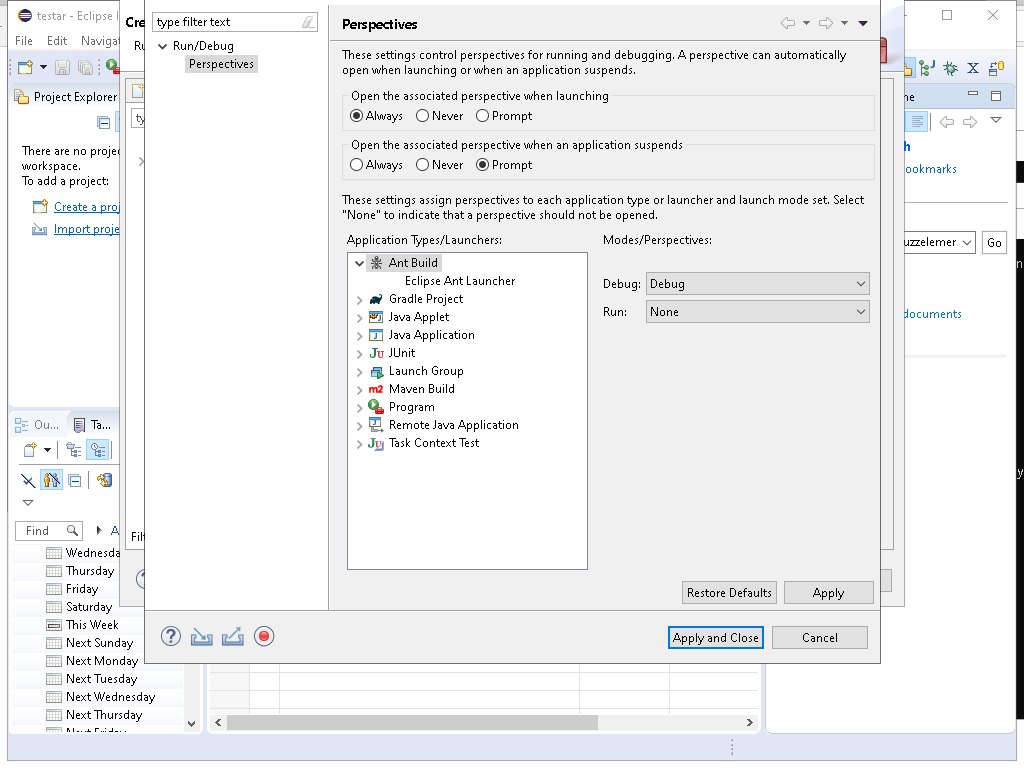 testar - Eclipse
File Edit Navigat
Project Explorer
There are no projec
workspace.
To add a project:
Create a proj
Import proje
Ou...
Ta...
Find
Wednesda
Thursday
Friday
Saturday
This Week
Next Sunday
Next Monday
Next Tuesday
Next Wednesday
Next Thursday
Next Friday
Cre
Ru
ty
Filt
type filter text
Run/Debug
Perspectives
Perspectives
These settings control perspectives for running and debugging. A perspective can automatically
open when launching or when an application suspends.
Open the associated perspective when launching
Always Never Prompt
Open the associated perspective when an application suspends
Always Never Prompt
These settings assign perspectives to each application type or launcher and launch mode set. Select
"None" to indicate that a perspective should not be opened.
Application Types/Launchers:
Ant Build
Eclipse Ant Launcher
Gradle Project
Java Applet
Java Application
JUnit
Launch Group
Maven Build
Program
Remote Java Application
Task Context Test
Modes/Perspectives:
Debug: Debug
Run: None
Restore Defaults Apply
Apply and Close Cancel
ne
h
ookmarks
uzzelemer Go
documents